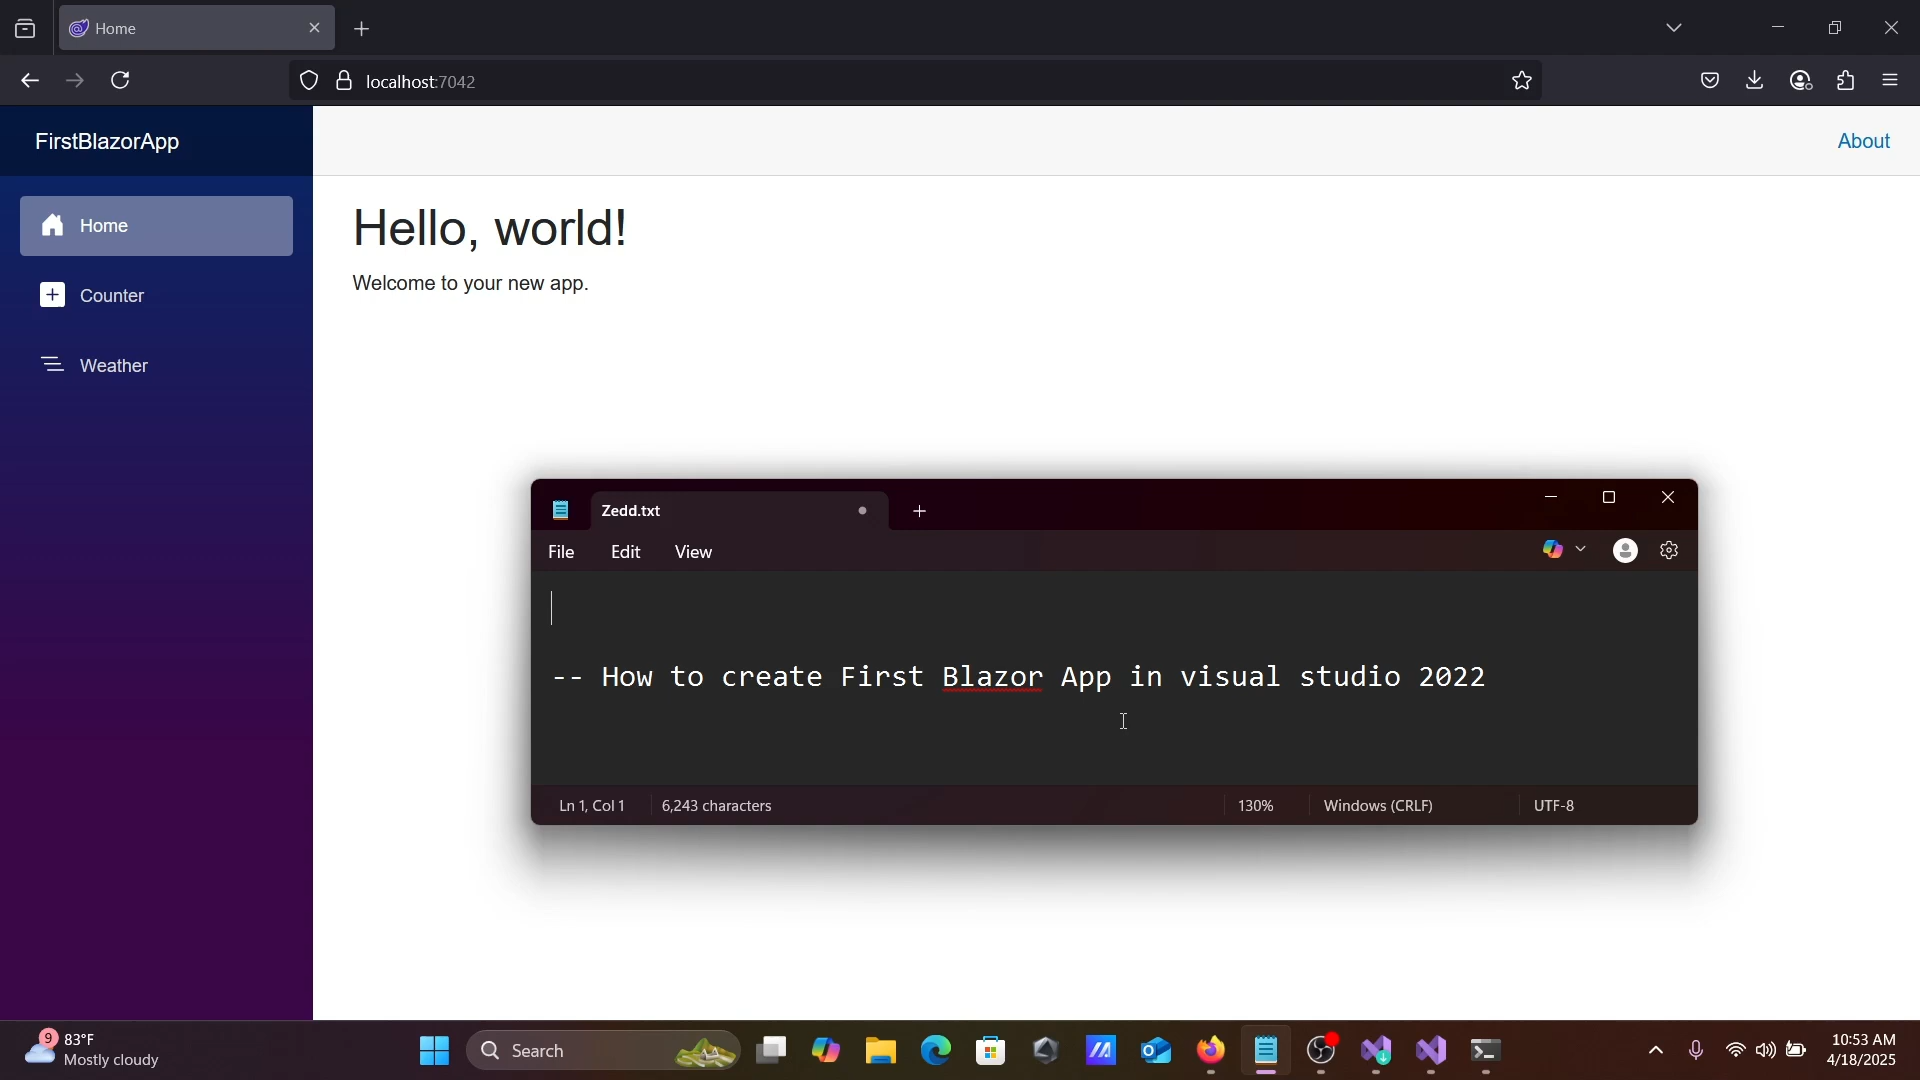 Home
localhost:7042
FirstBlazorApp
About
Home
Counter
Weather
Hello, world!
Welcome to your new app.
Zedd.txt
File Edit View
-- How to create First Blazor App in visual studio 2022
Ln 1, Col 1 6,243 characters 130% Windows (CRLF) UTF-8
9 83°F
Mostly cloudy
Search
10:53 AM
4/18/2025